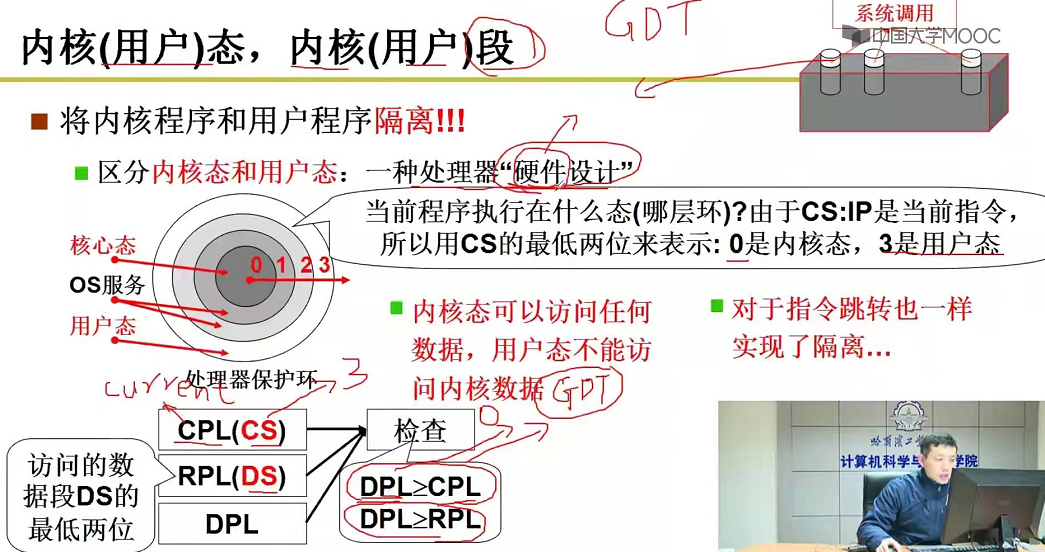 系统调用
中国大学MOOC
GDT
内核(用户)态，内核(用户)段
将内核程序和用户程序隔离!!!
区分内核态和用户态：一种处理器“硬件设计”
当前程序执行在什么态(哪层环)?由于CS:IP是当前指令，
所以用CS的最低两位来表示: 0是内核态，3是用户态
核心态
OS服务
用户态
0 1 2 3
处理器保护环
内核态可以访问任何
数据，用户态不能访
问内核数据
GDT
对于指令跳转也一样
实现了隔离...
current
3
0
CPL(CS)
RPL(DS)
DPL
检查
DPL≥CPL
DPL≥RPL
访问的数
据段DS的
最低两位
计算机科学与
学院